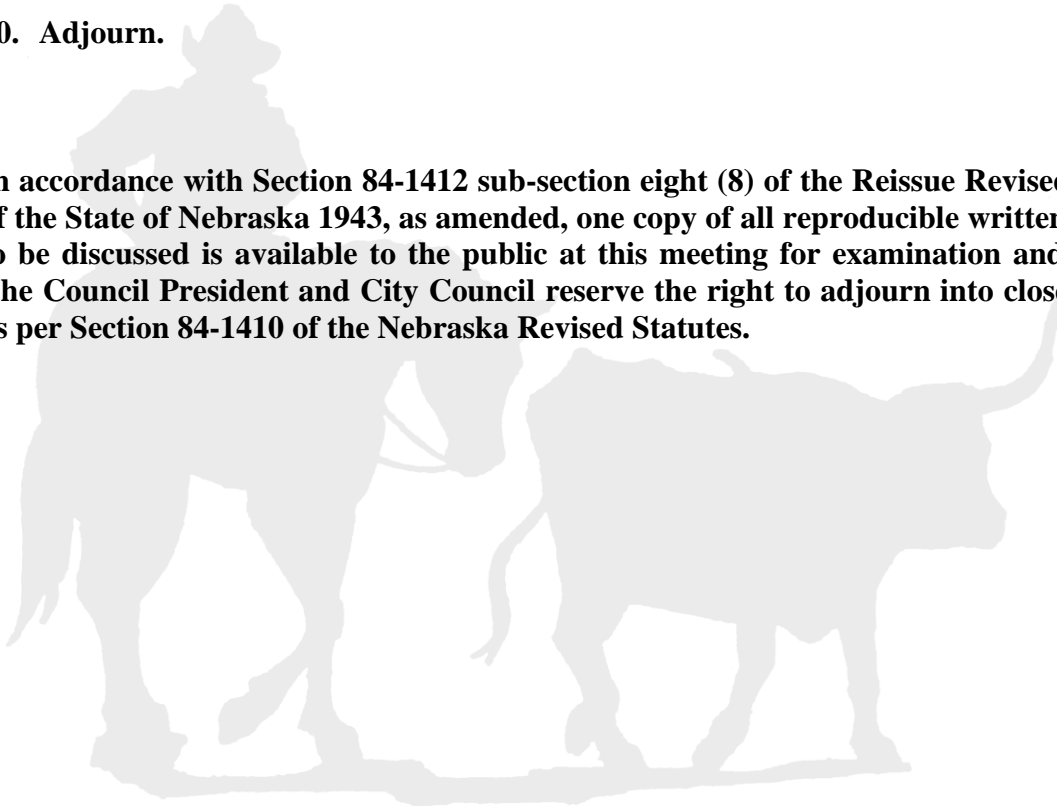 0. Adjourn.
n accordance with Section 84-1412 sub-section eight (8) of the Reissue Revised
f the State of Nebraska 1943, as amended, one copy of all reproducible written
o be discussed is available to the public at this meeting for examination and
he Council President and City Council reserve the right to adjourn into close
s per Section 84-1410 of the Nebraska Revised Statutes.